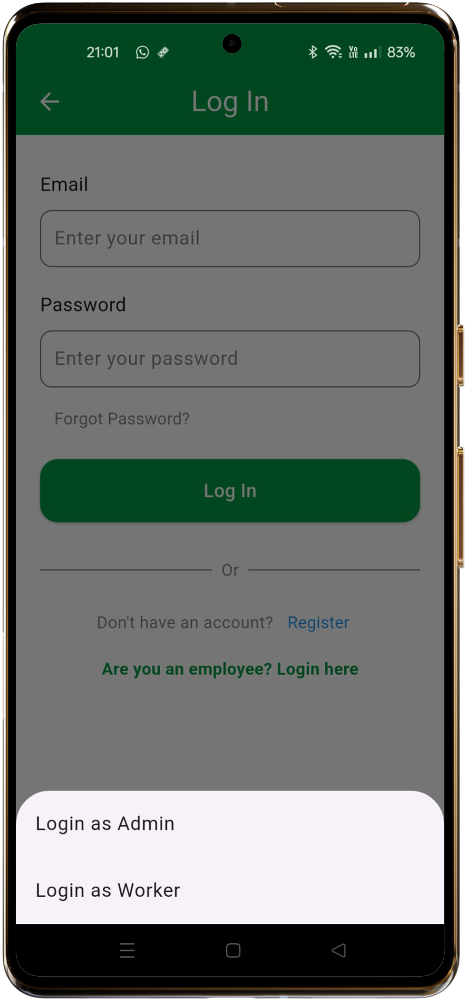 21:01 Vo LTE 83%
Log In
Email
Enter your email
Password
Enter your password
Forgot Password?
Log In
Or
Don't have an account? Register
Are you an employee? Login here
Login as Admin
Login as Worker